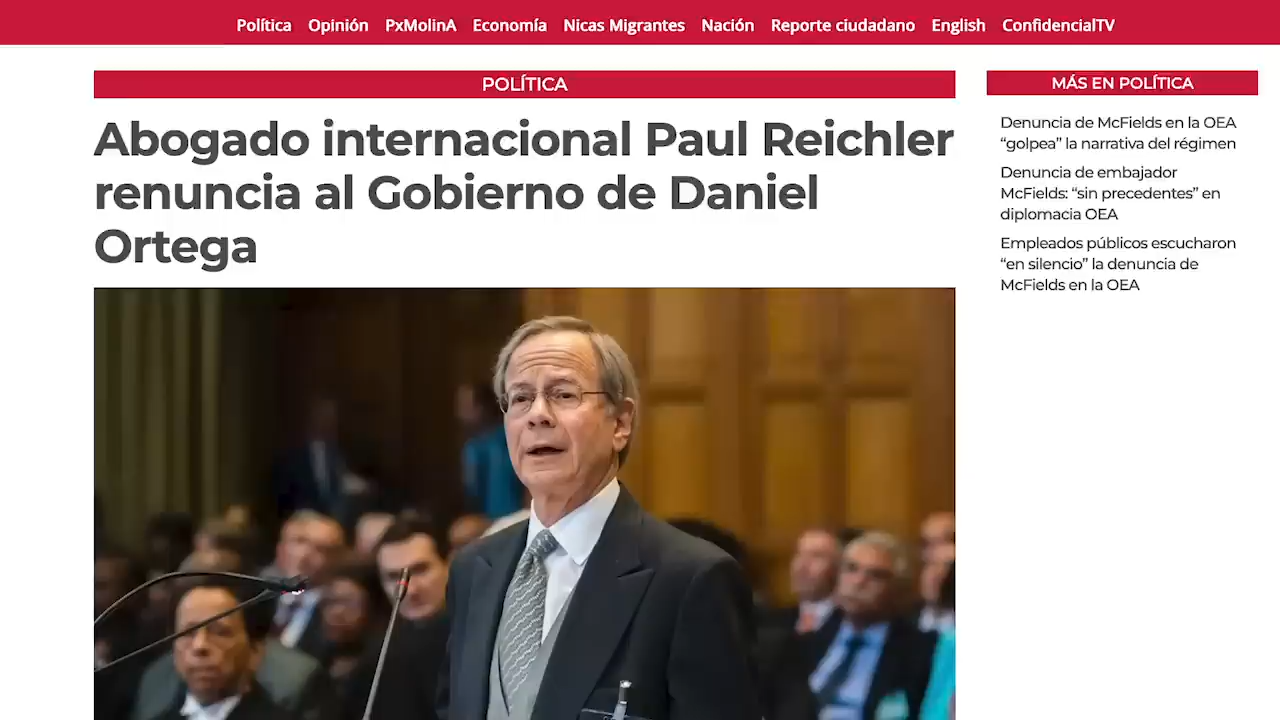 Política Opinión PxMolinA Economía Nicas Migrantes Nación Reporte ciudadano English ConfidencialTV
POLÍTICA
Abogado internacional Paul Reichler
renuncia al Gobierno de Daniel
Ortega
MÁS EN POLÍTICA
Denuncia de McFields en la OEA
“golpea” la narrativa del régimen
Denuncia de embajador
McFields: “sin precedentes” en
diplomacia OEA
Empleados públicos escucharon
“en silencio” la denuncia de
McFields en la OEA